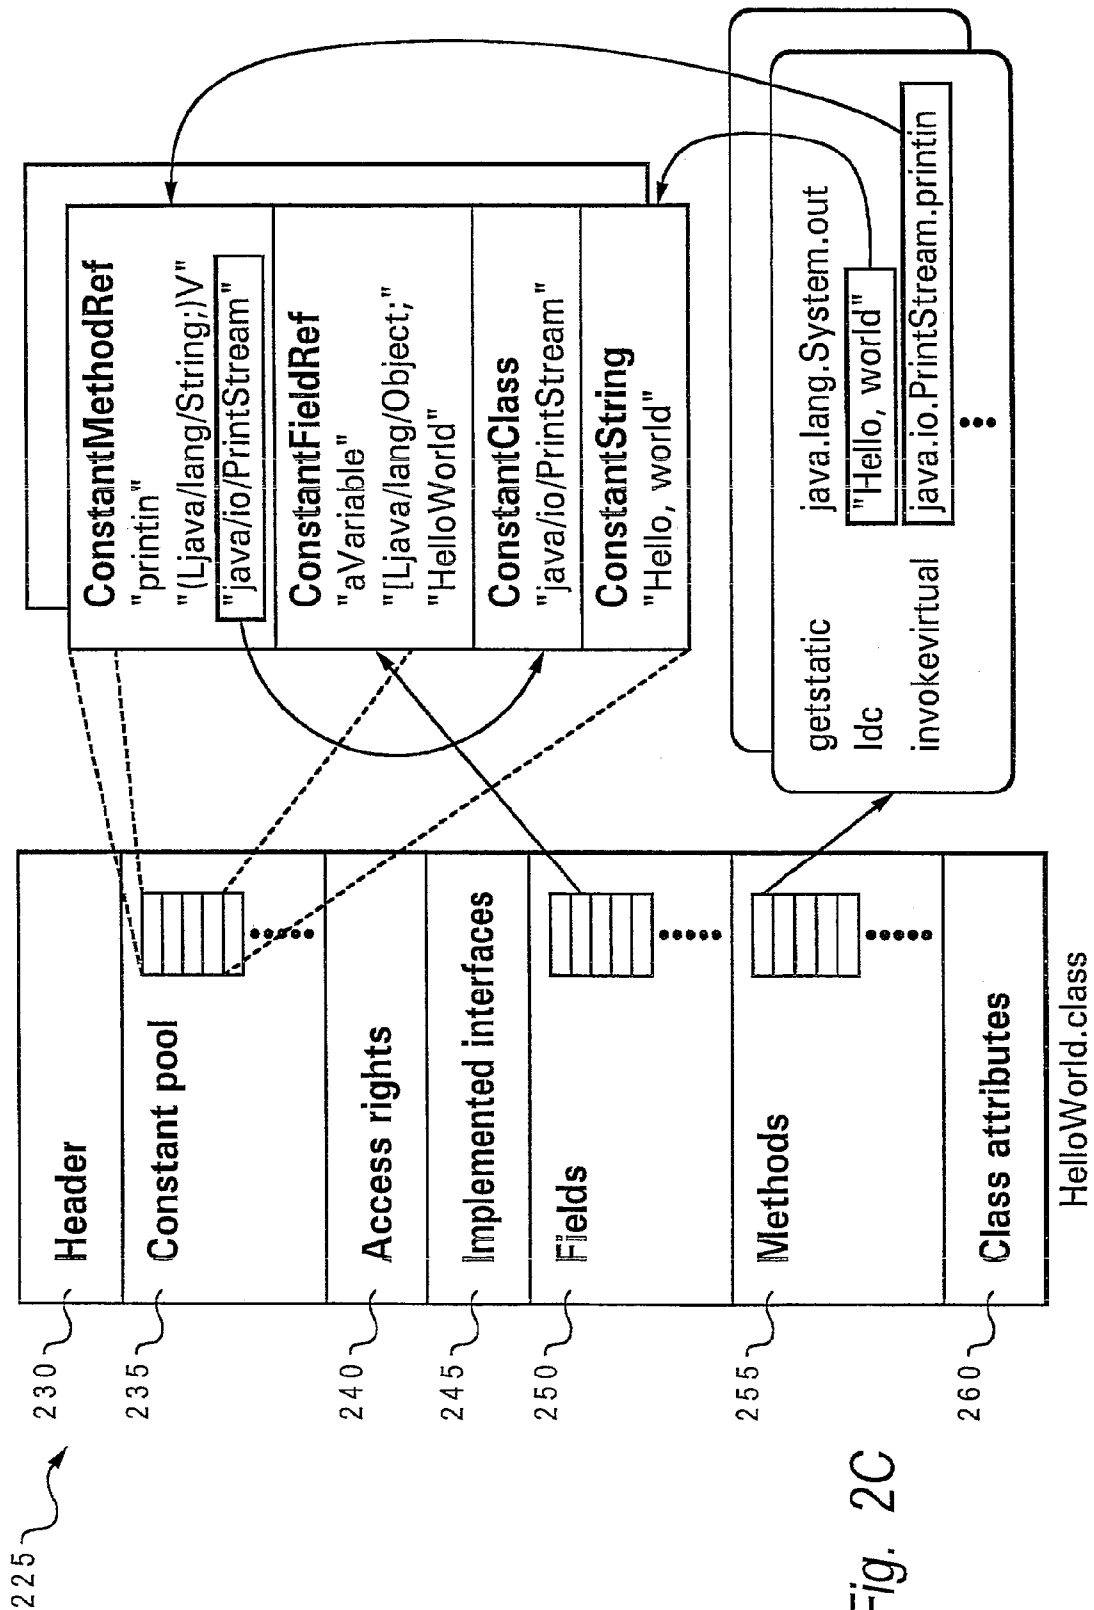 225
230
Header
235
Constant pool
240
Access rights
245
Implemented interfaces
250
Fields
255
Methods
260
Class attributes
HelloWorld.class
ConstantMethodRef
"printin"
"(Ljava/lang/String;)V"
"java/io/PrintStream"
ConstantFieldRef
"aVariable"
"[Ljava/lang/Object;"
"HelloWorld"
ConstantClass
"java/io/PrintStream"
ConstantString
"Hello, world"
getstatic java.lang.System.out
ldc "Hello, world"
invokevirtual java.io.PrintStream.printin
Fig. 2C